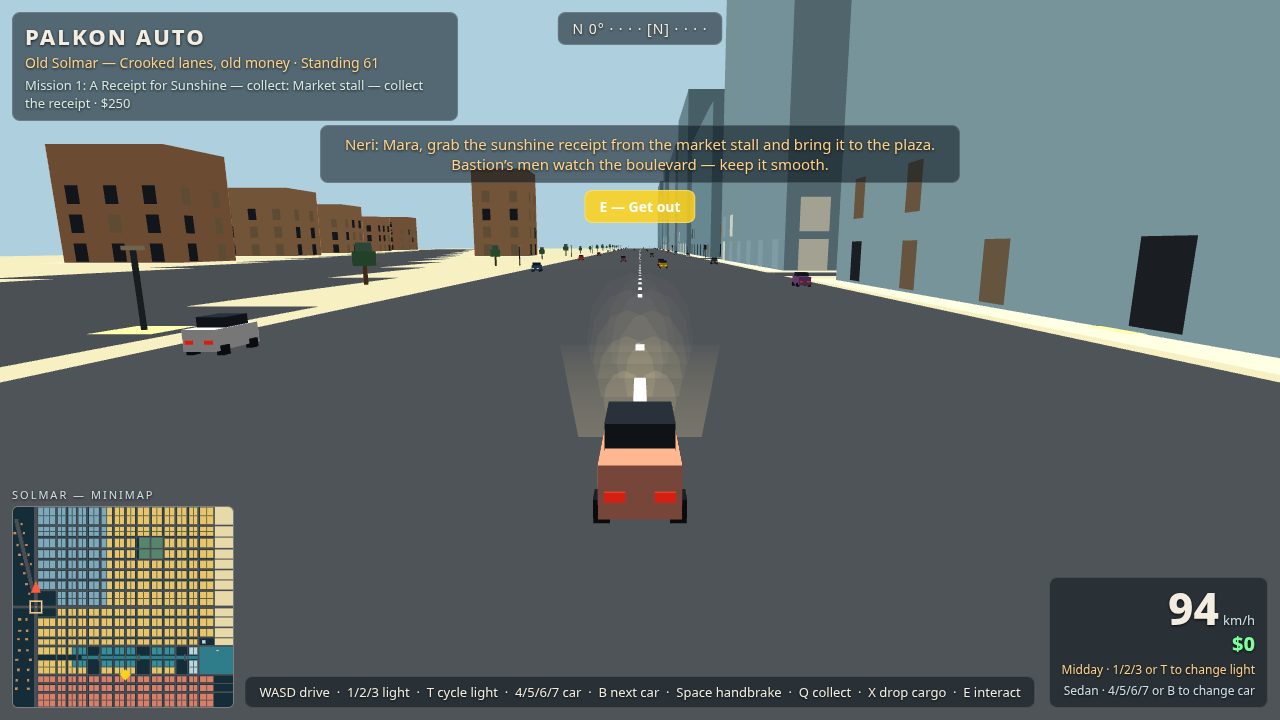 PALKON AUTO
Old Solmar — Crooked lanes, old money · Standing 61
Mission 1: A Receipt for Sunshine — collect: Market stall — collect
the receipt · $250
N 0° · · · · [N] · · · ·
Neri: Mara, grab the sunshine receipt from the market stall and bring it to the plaza.
Bastion's men watch the boulevard — keep it smooth.
E — Get out
SOLMAR — MINIMAP
94 km/h
$0
Midday · 1/2/3 or T to change light
Sedan · 4/5/6/7 or B to change car
WASD drive · 1/2/3 light · T cycle light · 4/5/6/7 car · B next car · Space handbrake · Q collect · X drop cargo · E interact